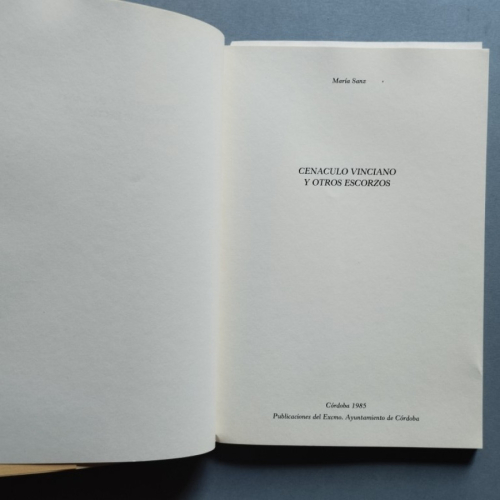 María Sanz
CENACULO VINCIANO
Y OTROS ESCORZOS
Córdoba 1985
Publicaciones del Excmo. Ayuntamiento de Córdoba